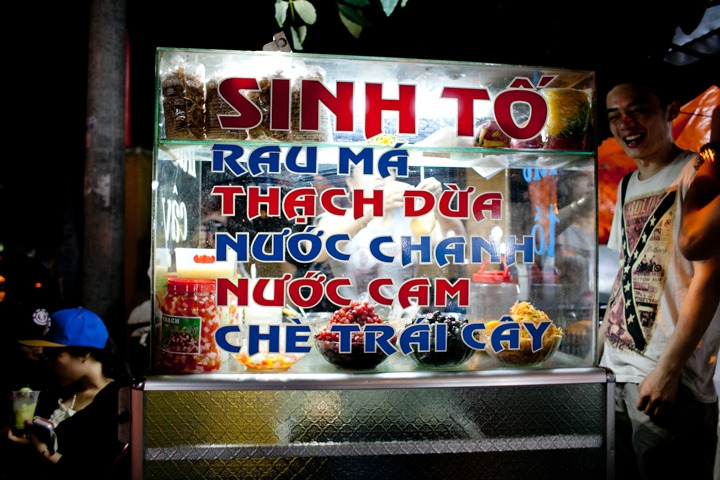 SINH TỐ
RAU MÁ
THẠCH DỪA
NƯỚC CHANH
NƯỚC CAM
CHÈ TRÁI CÂY